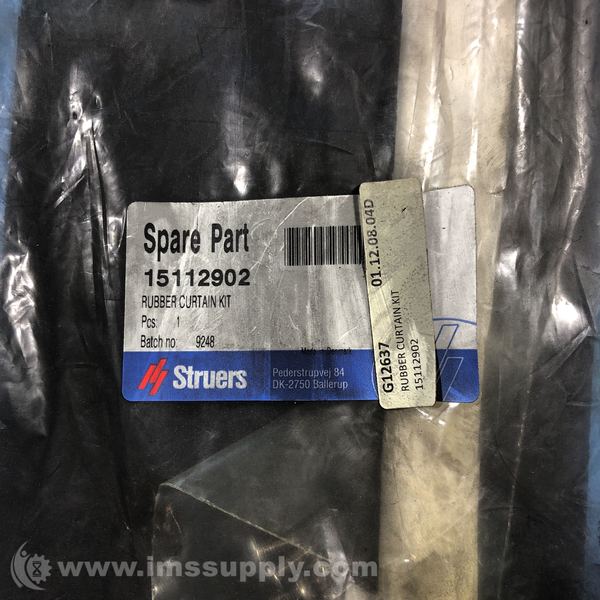 Spare Part
15112902
RUBBER CURTAIN KIT
Pcs: 1
Batch no: 9248
Struers
Pederstrupvej 84
DK-2750 Ballerup
01.12.08.04D
G12637
RUBBER CURTAIN KIT
15112902
www.imssupply.com